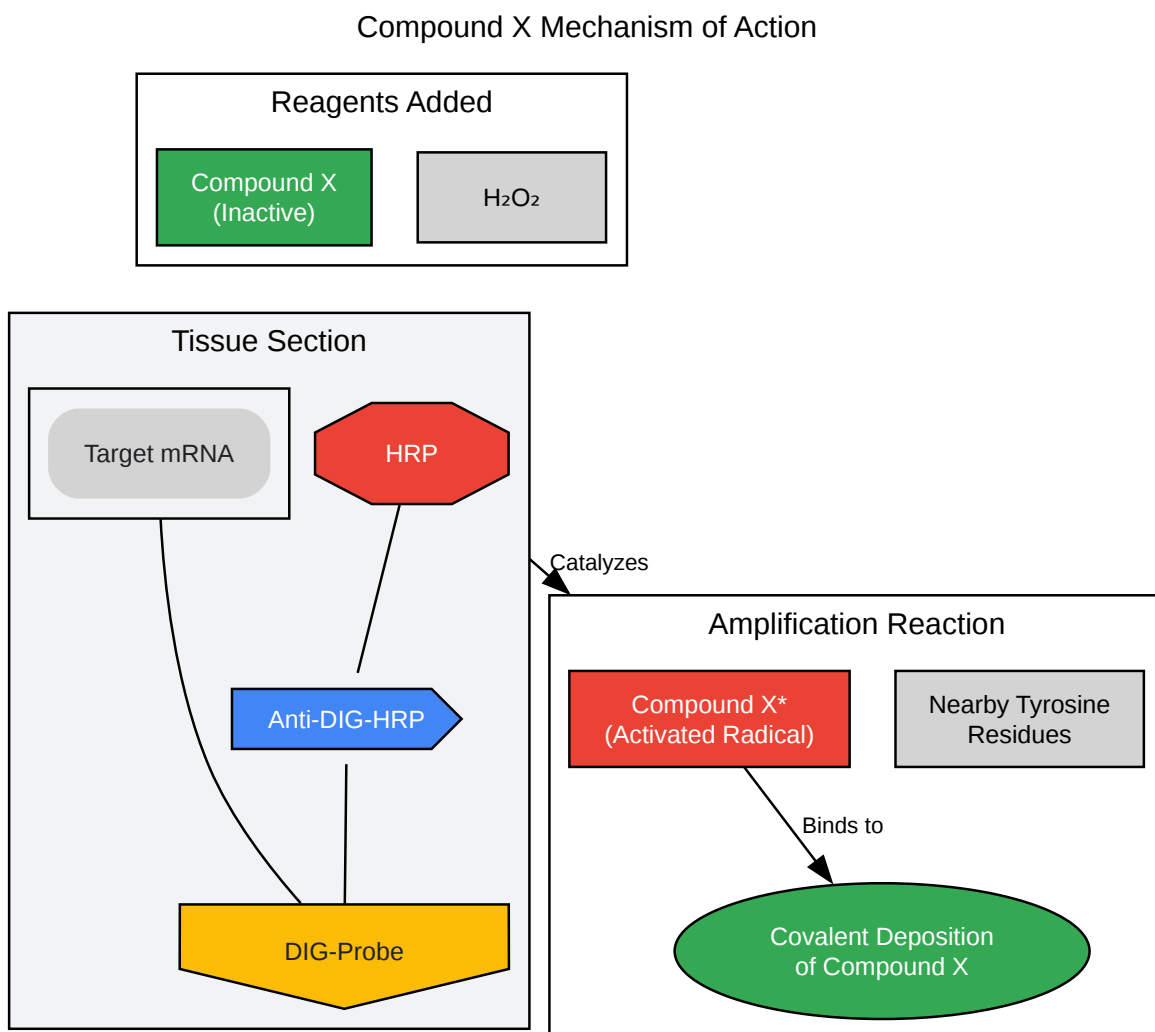 Compound X Mechanism of Action
Reagents Added
Compound X
(Inactive)
H₂O₂
Tissue Section
Target mRNA
HRP
Catalyzes
Amplification Reaction
Anti-DIG-HRP
Compound X*
(Activated Radical)
Nearby Tyrosine
Residues
Binds to
DIG-Probe
Covalent Deposition
of Compound X